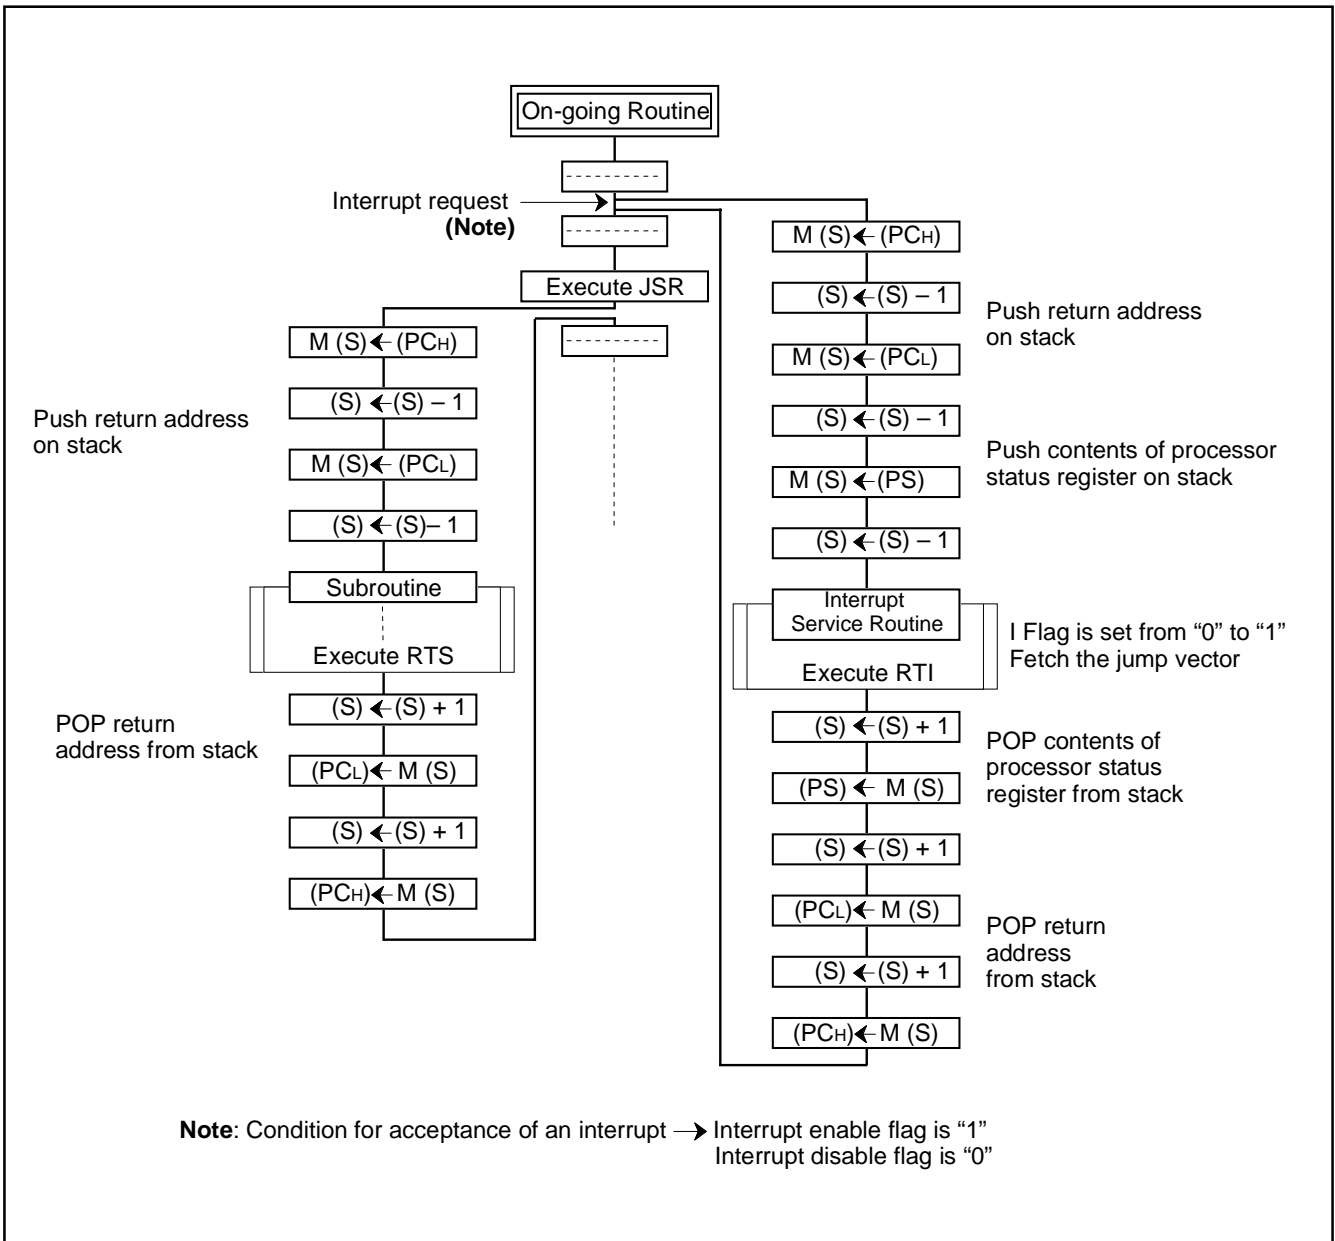 On-going Routine
Interrupt request
(Note)
Execute JSR
M (S) ← (PCH)
(S) ← (S) – 1
M (S) ← (PCL)
(S) ← (S)– 1
Push return address
on stack
Subroutine
Execute RTS
(S) ← (S) + 1
(PCL) ← M (S)
(S) ← (S) + 1
(PCH) ← M (S)
POP return
address from stack
M (S) ← (PCH)
(S) ← (S) – 1
M (S) ← (PCL)
(S) ← (S) – 1
M (S) ← (PS)
(S) ← (S) – 1
Push return address
on stack
Push contents of processor
status register on stack
Interrupt
Service Routine
Execute RTI
I Flag is set from “0” to “1”
Fetch the jump vector
(S) ← (S) + 1
(PS) ← M (S)
(S) ← (S) + 1
(PCL) ← M (S)
(S) ← (S) + 1
(PCH) ← M (S)
POP contents of
processor status
register from stack
POP return
address
from stack
Note: Condition for acceptance of an interrupt → Interrupt enable flag is “1”
Interrupt disable flag is “0”